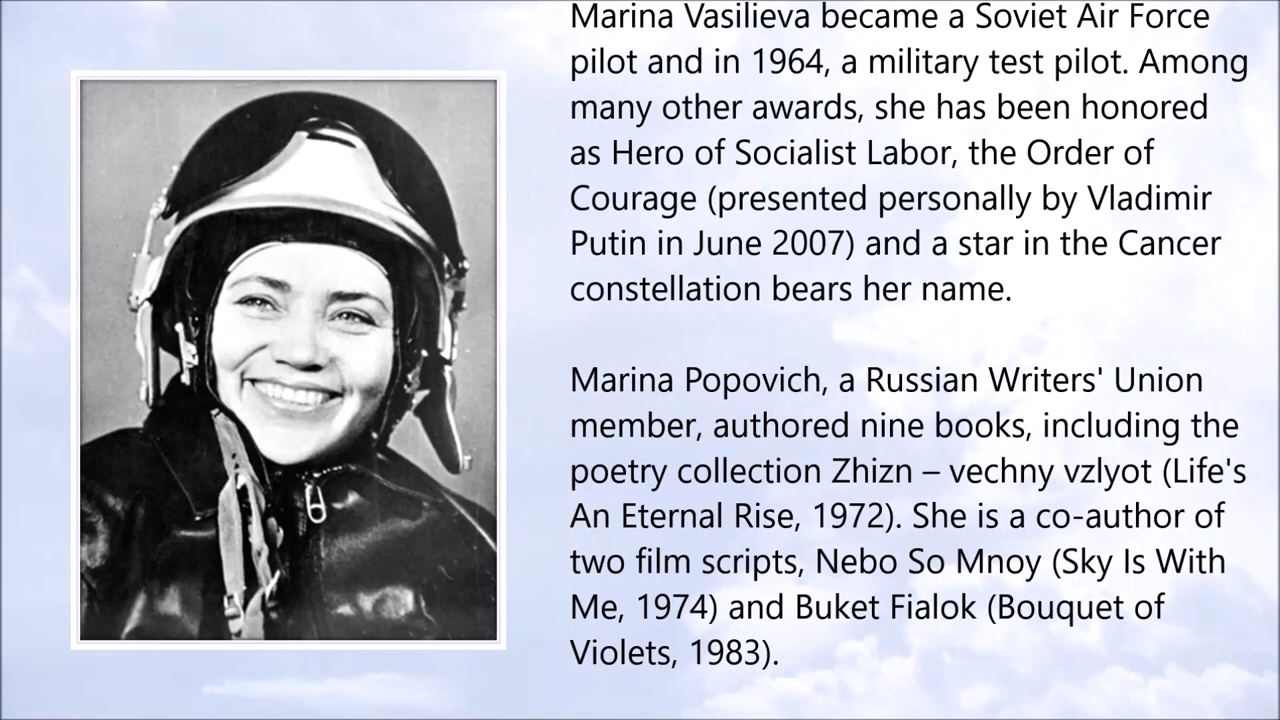 Marina Vasilieva became a Soviet Air Force
pilot and in 1964, a military test pilot. Among
many other awards, she has been honored
as Hero of Socialist Labor, the Order of
Courage (presented personally by Vladimir
Putin in June 2007) and a star in the Cancer
constellation bears her name.
Marina Popovich, a Russian Writers' Union
member, authored nine books, including the
poetry collection Zhizn – vechny vzlyot (Life's
An Eternal Rise, 1972). She is a co-author of
two film scripts, Nebo So Mnoy (Sky Is With
Me, 1974) and Buket Fialok (Bouquet of
Violets, 1983).